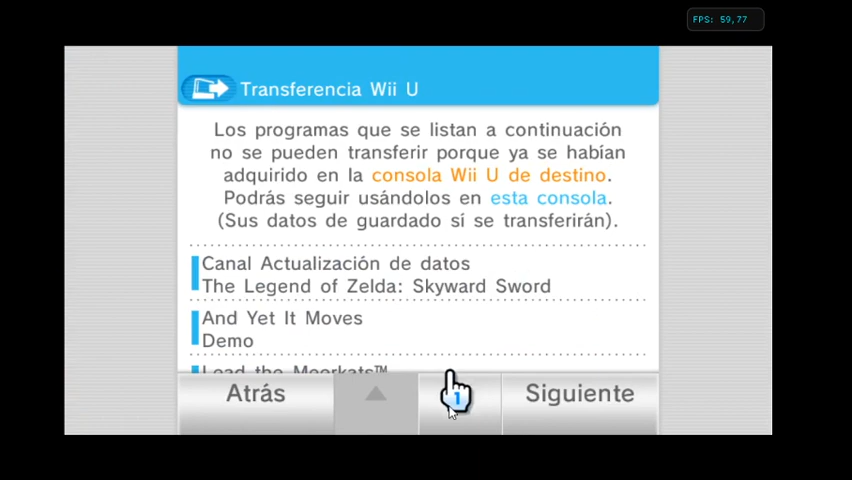 FPS: 59,77
Transferencia Wii U
Los programas que se listan a continuación
no se pueden transferir porque ya se habían
adquirido en la consola Wii U de destino.
Podrás seguir usándolos en esta consola.
(Sus datos de guardado sí se transferirán).
Canal Actualización de datos
The Legend of Zelda: Skyward Sword
And Yet It Moves
Demo
Lead the Meerkats™
Atrás
1
Siguiente